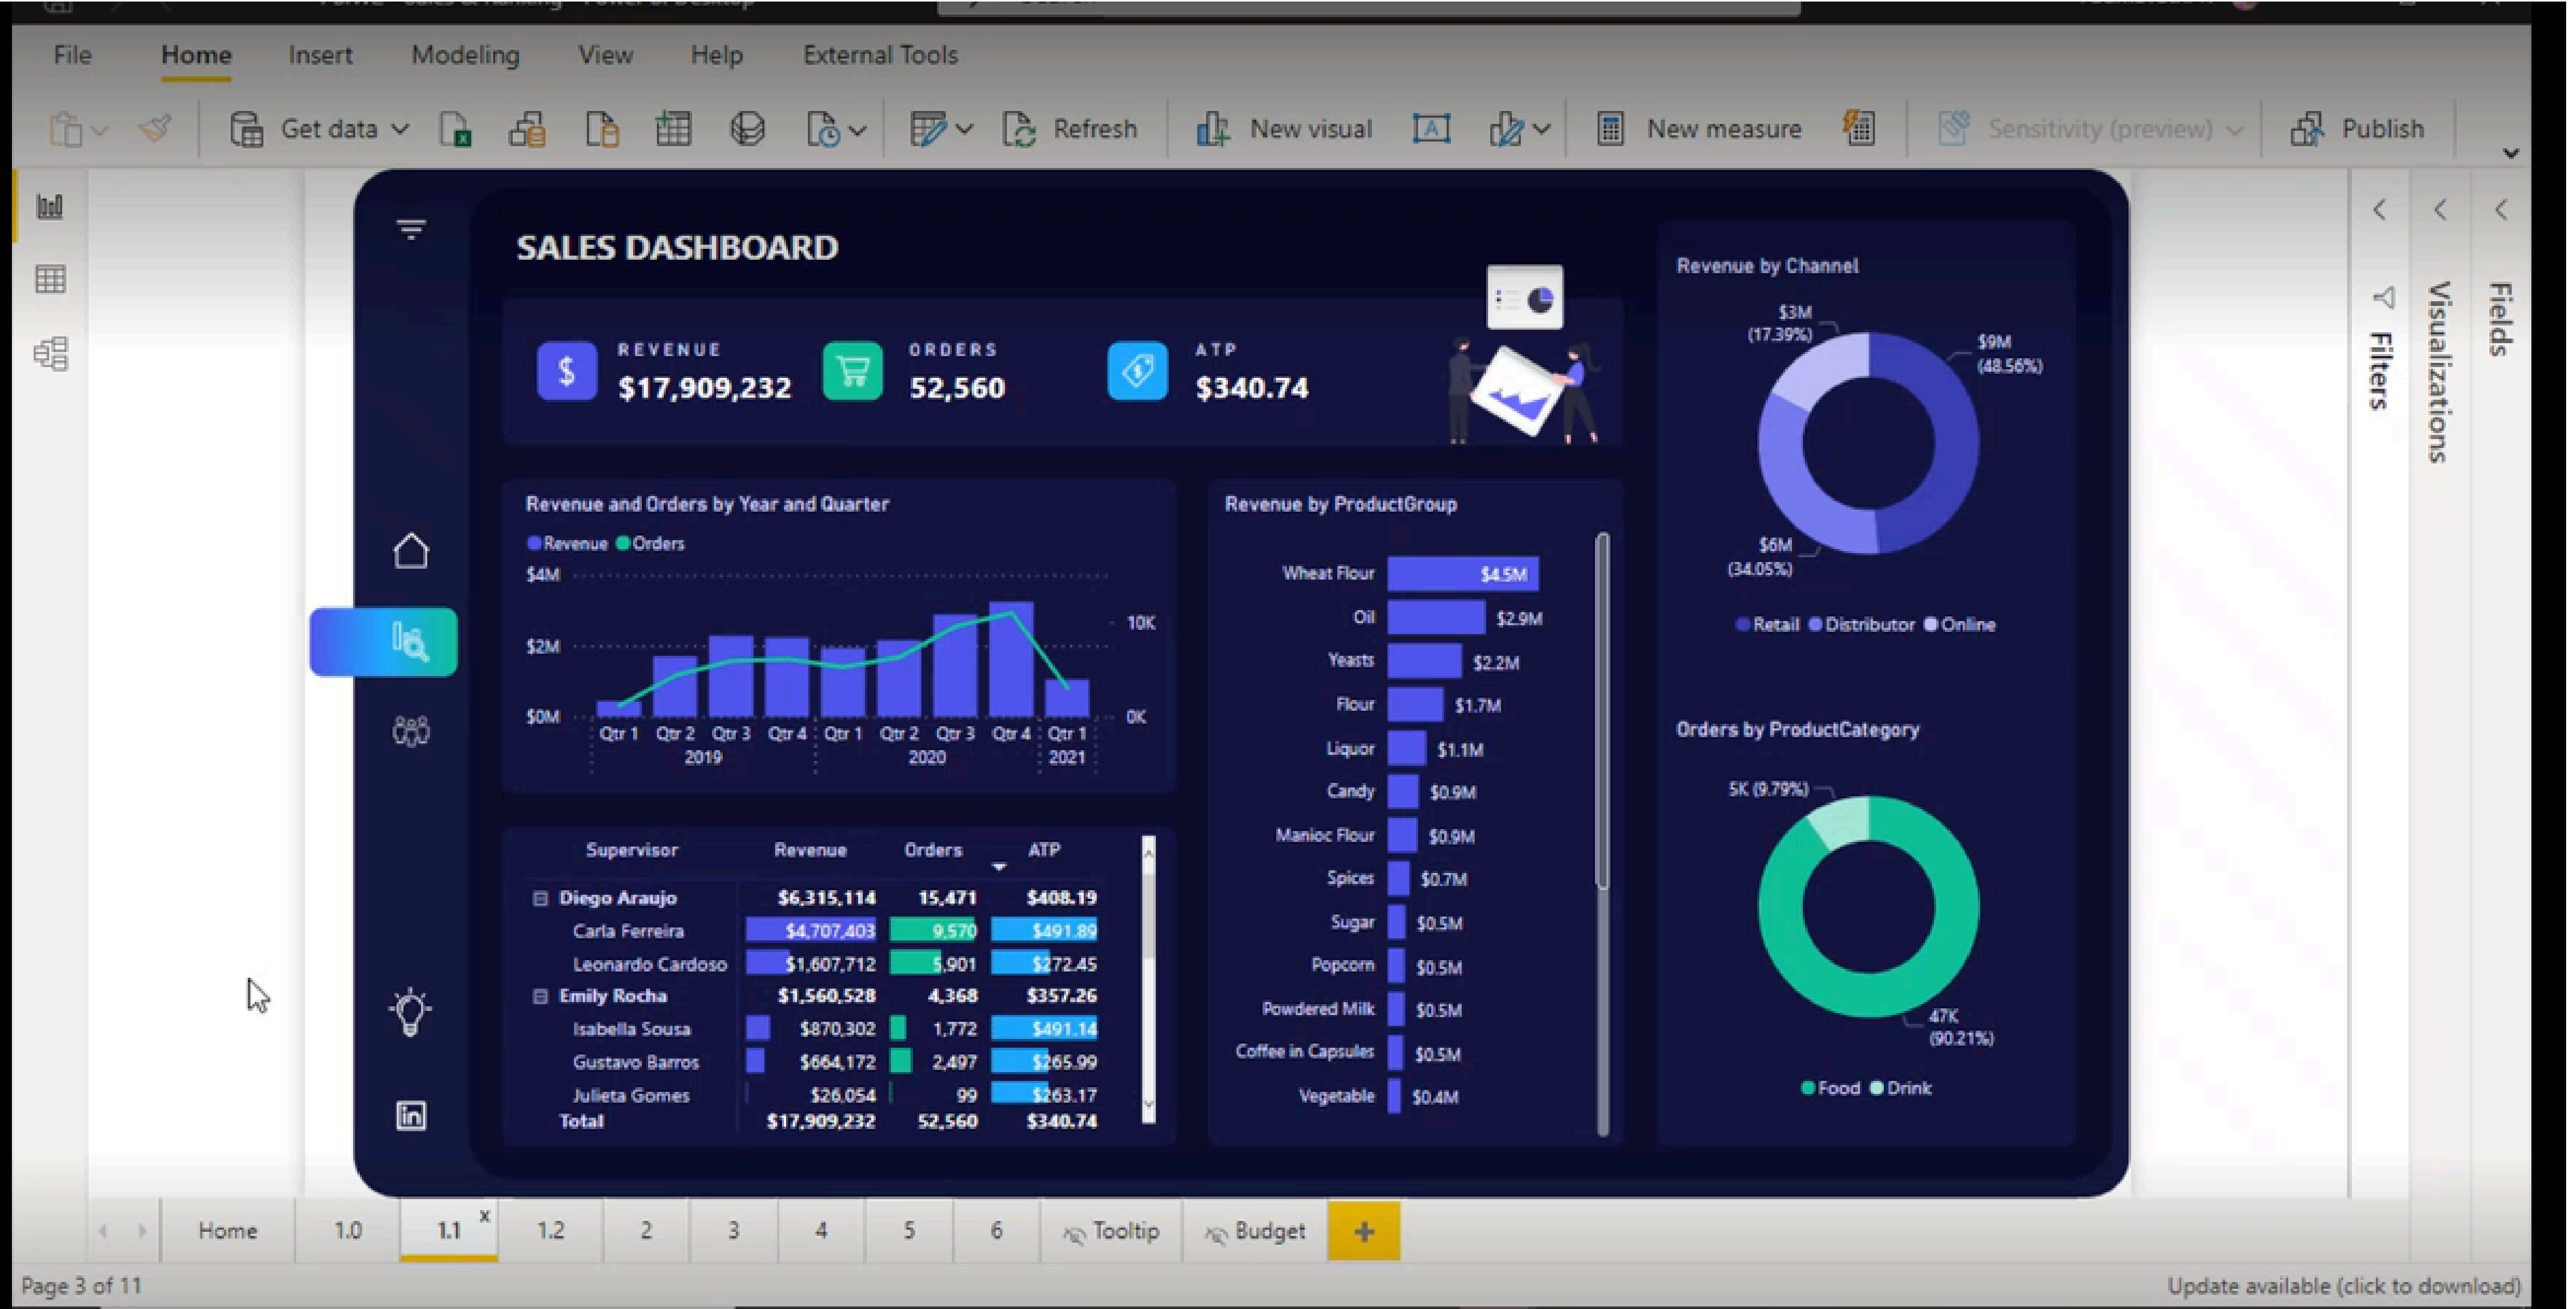 File Home Insert Modeling View Help External Tools
Get data Refresh New visual New measure Sensitivity (preview) Publish
SALES DASHBOARD
REVENUE
$17,909,232
ORDERS
52,560
ATP
$340.74
Revenue and Orders by Year and Quarter
Revenue Orders
$4M
$2M
$0M
10K
0K
Qtr 1 Qtr 2 Qtr 3 Qtr 4 Qtr 1 Qtr 2 Qtr 3 Qtr 4 Qtr 1
2019 2020 2021
Supervisor Revenue Orders ATP
Diego Araujo $6,315,114 15,471 $408.19
Carla Ferreira $4,707,403 9,570 $491.89
Leonardo Cardoso $1,607,712 5,901 $272.45
Emily Rocha $1,560,528 4,368 $357.26
Isabella Sousa $870,302 1,772 $491.14
Gustavo Barros $664,172 2,497 $265.99
Julieta Gomes $26,054 99 $263.17
Total $17,909,232 52,560 $340.74
Revenue by ProductGroup
Wheat Flour $4.5M
Oil $2.9M
Yeasts $2.2M
Flour $1.7M
Liquor $1.1M
Candy $0.9M
Manioc Flour $0.9M
Spices $0.7M
Sugar $0.5M
Popcorn $0.5M
Powdered Milk $0.5M
Coffee in Capsules $0.5M
Vegetable $0.4M
Revenue by Channel
$3M
(17.39%)
$9M
(48.56%)
$6M
(34.05%)
Retail Distributor Online
Orders by ProductCategory
5K (9.79%)
47K
(90.21%)
Food Drink
Filters
Visualizations
Fields
Home 1.0 1.1 x 1.2 2 3 4 5 6 Tooltip Budget +
Page 3 of 11
Update available (click to download)